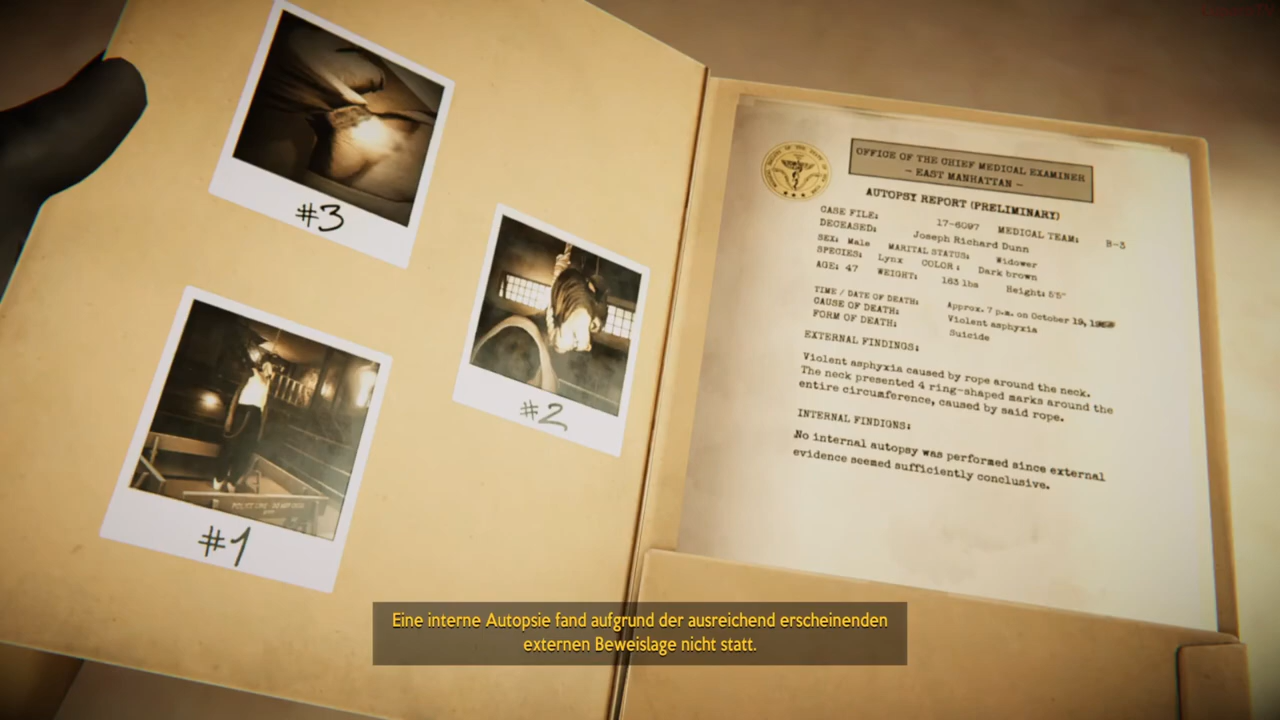 #3
#2
#1
OFFICE OF THE CHIEF MEDICAL EXAMINER
– EAST MANHATTAN –
AUTOPSY REPORT (PRELIMINARY)
CASE FILE: 17-6097 MEDICAL TEAM: B-3
DECEASED: Joseph Richard Dunn
SEX: Male MARITAL STATUS: Widower
SPECIES: Lynx COLOR: Dark brown
AGE: 47 WEIGHT: 163 lbs Height: 5'5"
TIME / DATE OF DEATH: Approx. 7 p.m. on October 19,
CAUSE OF DEATH: Violent asphyxia
FORM OF DEATH: Suicide
EXTERNAL FINDINGS:
Violent asphyxia caused by rope around the neck.
The neck presented 4 ring-shaped marks around the
entire circumference, caused by said rope.
INTERNAL FINDIGNS:
No internal autopsy was performed since external
evidence seemed sufficiently conclusive.
Eine interne Autopsie fand aufgrund der ausreichend erscheinenden
externen Beweislage nicht statt.